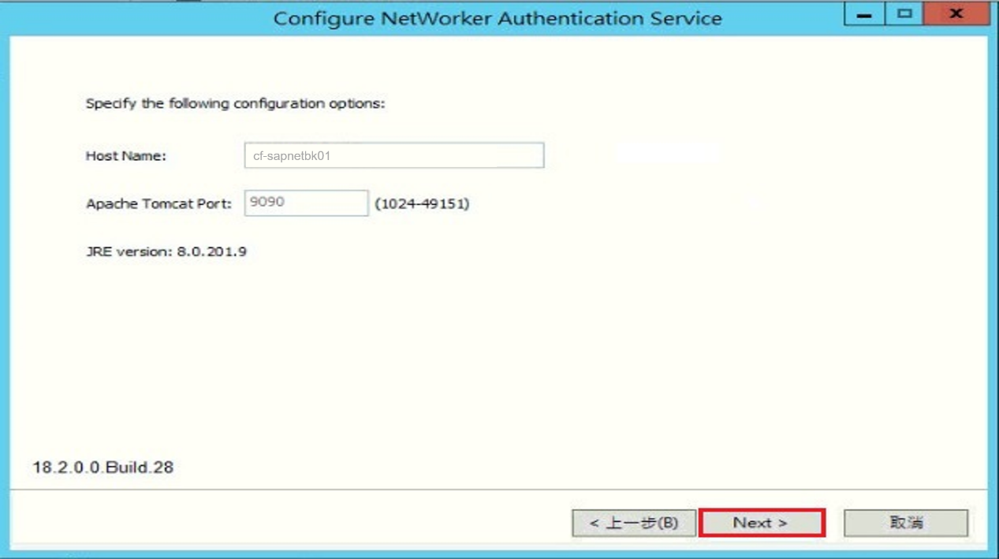 Configure NetWorker Authentication Service
Specify the following configuration options:
Host Name: cf-sapnetbk01
Apache Tomcat Port: 9090 (1024-49151)
JRE version: 8.0.201.9
18.2.0.0.Build.28
< 上一步(B) Next > 取消